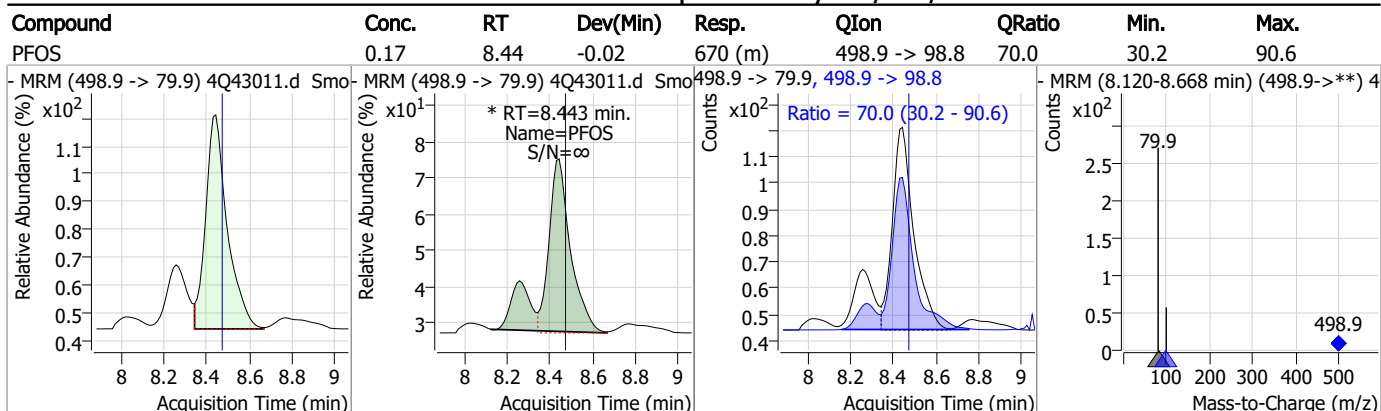 Compound Conc. RT Dev(Min) Resp. QIon QRatio Min. Max.
PFOS 0.17 8.44 -0.02 670 (m) 498.9 -> 98.8 70.0 30.2 90.6
- MRM (498.9 -> 79.9) 4Q43011.d Smo
Relative Abundance (%)
x10²
1.1
1
0.9
0.8
0.7
0.6
0.5
0.4
8 8.2 8.4 8.6 8.8 9
Acquisition Time (min)
- MRM (498.9 -> 79.9) 4Q43011.d Smo
Relative Abundance (%)
x10¹
* RT=8.443 min.
Name=PFOS
S/N=∞
8
7
6
5
4
3
8 8.2 8.4 8.6 8.8 9
Acquisition Time (min)
498.9 -> 79.9, 498.9 -> 98.8
Counts
x10²
Ratio = 70.0 (30.2 - 90.6)
1.1
1
0.9
0.8
0.7
0.6
0.5
0.4
8 8.2 8.4 8.6 8.8 9
Acquisition Time (min)
- MRM (8.120-8.668 min) (498.9->**) 4
Counts
x10²
79.9
2.5
2
1.5
1
0.5
0
498.9
100 200 300 400 500
Mass-to-Charge (m/z)